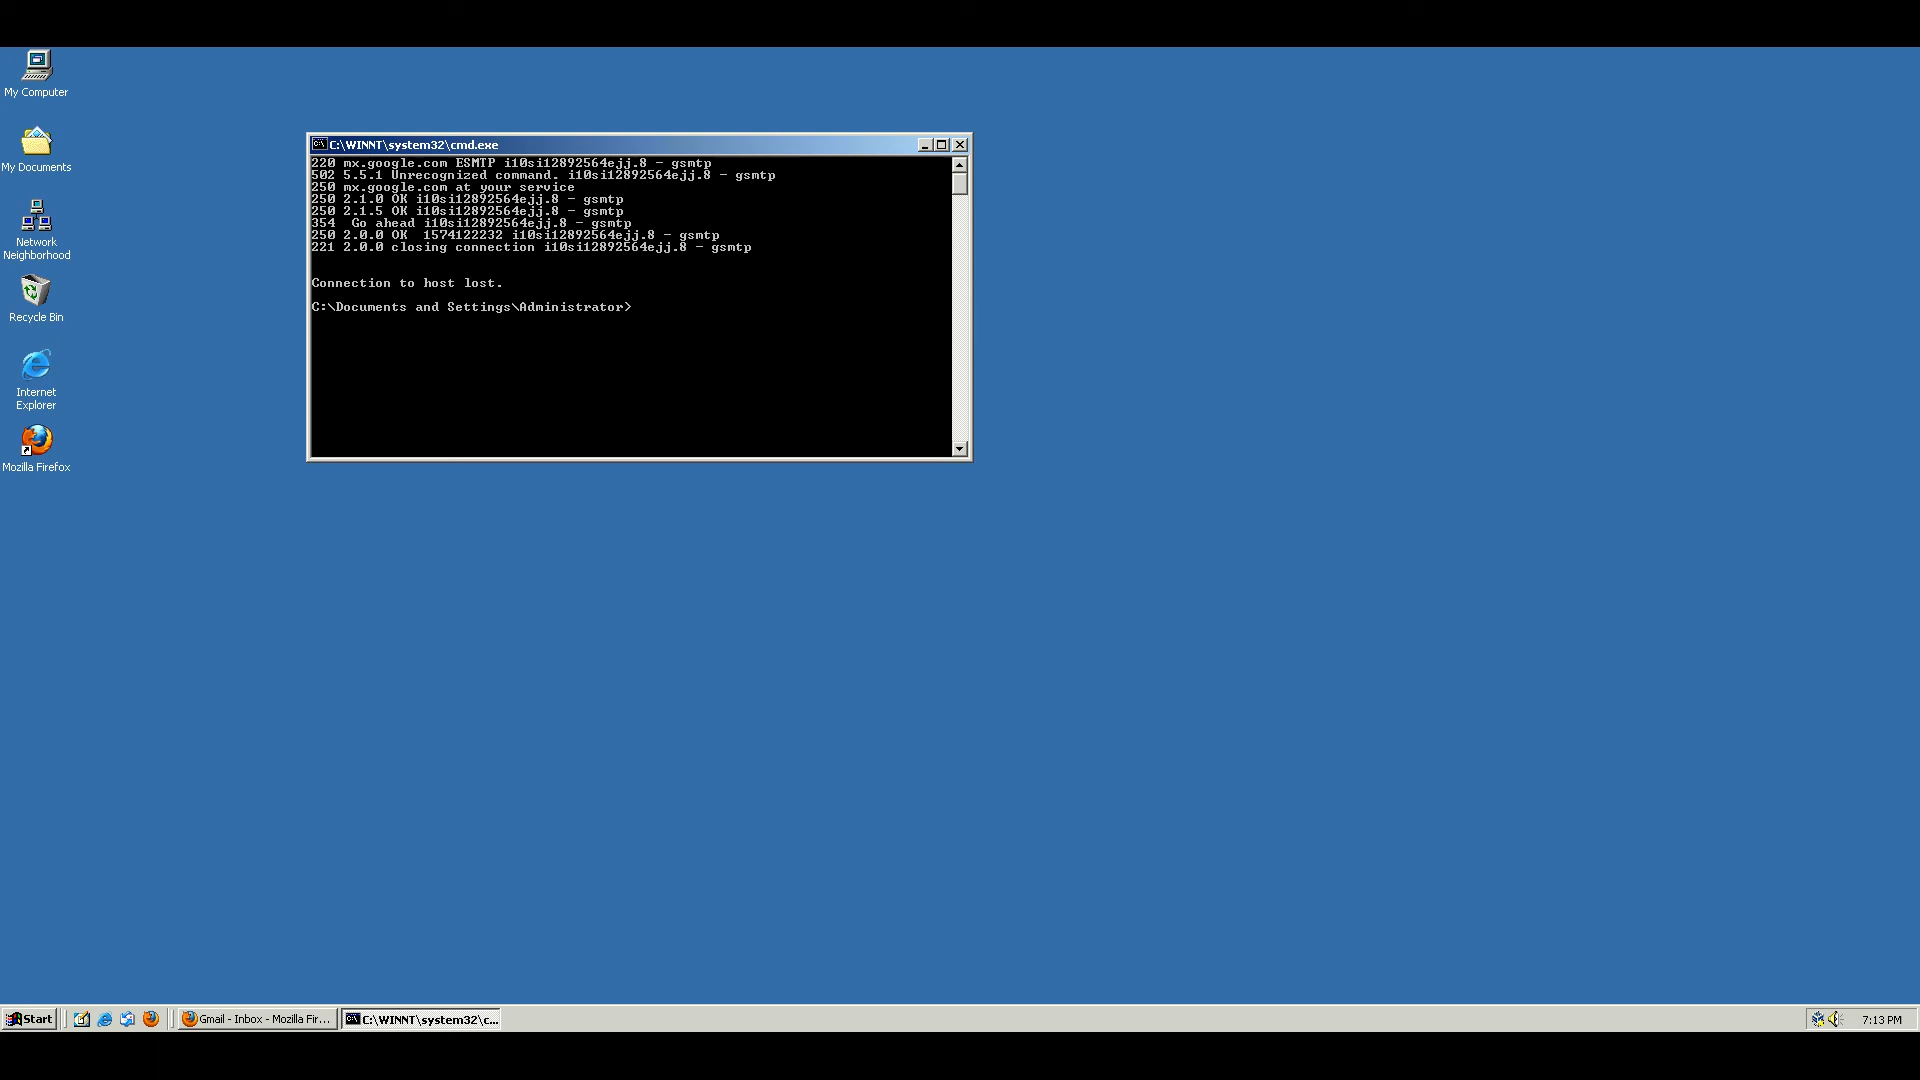 My Computer
My Documents
Network
Neighborhood
Recycle Bin
Internet
Explorer
Mozilla Firefox
C:\WINNT\system32\cmd.exe
220 mx.google.com ESMTP i10si12892564ejj.8 - gsmtp
502 5.5.1 Unrecognized command. i10si12892564ejj.8 - gsmtp
250 mx.google.com at your service
250 2.1.0 OK i10si12892564ejj.8 - gsmtp
250 2.1.5 OK i10si12892564ejj.8 - gsmtp
354  Go ahead i10si12892564ejj.8 - gsmtp
250 2.0.0 OK  1574122232 i10si12892564ejj.8 - gsmtp
221 2.0.0 closing connection i10si12892564ejj.8 - gsmtp
Connection to host lost.
C:\Documents and Settings\Administrator>
Start
Gmail - Inbox - Mozilla Fir...
C:\WINNT\system32\c...
7:13 PM